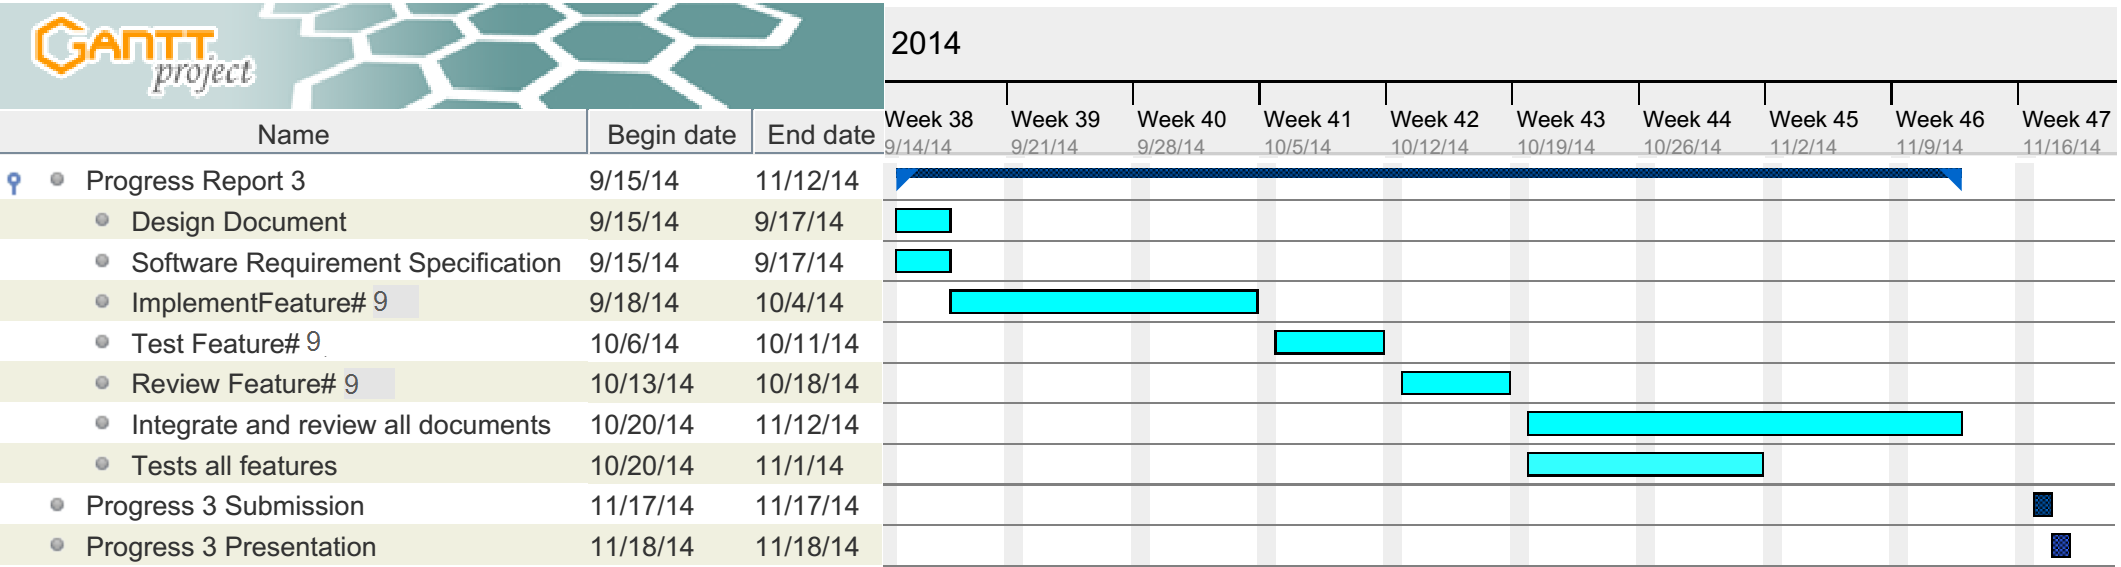 GANTT
project
2014
Name Begin date End date
Week 38 Week 39 Week 40 Week 41 Week 42 Week 43 Week 44 Week 45 Week 46 Week 47
9/14/14 9/21/14 9/28/14 10/5/14 10/12/14 10/19/14 10/26/14 11/2/14 11/9/14 11/16/14
Progress Report 3 9/15/14 11/12/14
Design Document 9/15/14 9/17/14
Software Requirement Specification 9/15/14 9/17/14
ImplementFeature# 9 9/18/14 10/4/14
Test Feature# 9 10/6/14 10/11/14
Review Feature# 9 10/13/14 10/18/14
Integrate and review all documents 10/20/14 11/12/14
Tests all features 10/20/14 11/1/14
Progress 3 Submission 11/17/14 11/17/14
Progress 3 Presentation 11/18/14 11/18/14